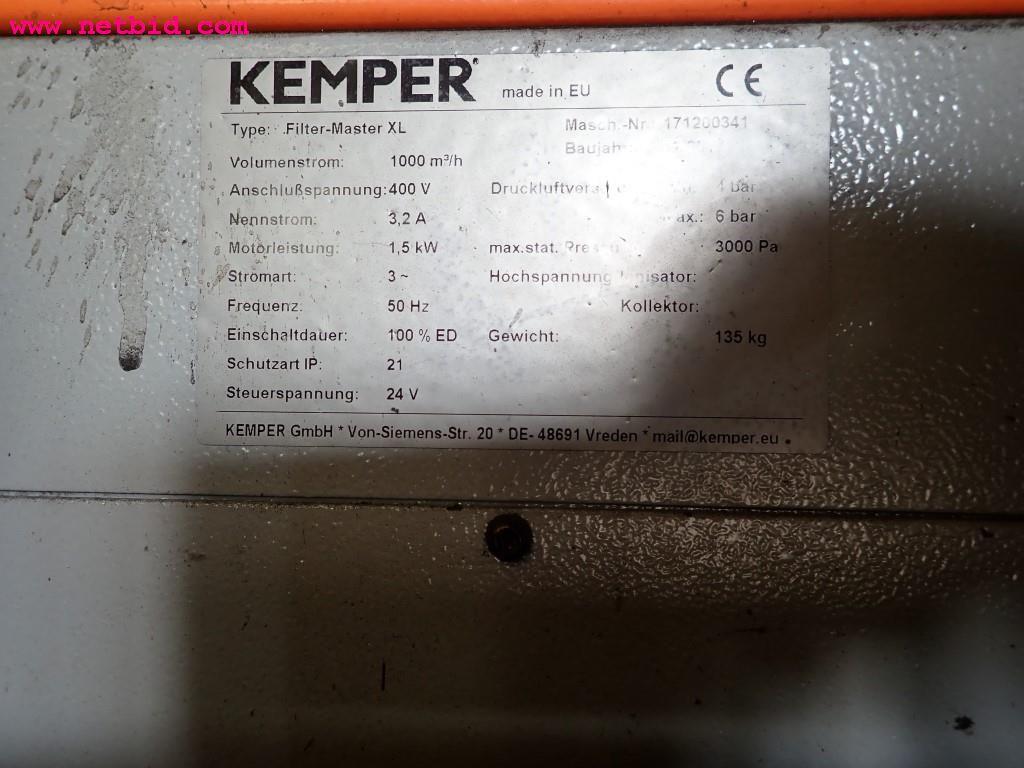 www.netbid.com
KEMPER made in EU CE
Type: Filter-Master XL Masch.-Nr.: 171200341
Volumenstrom: 1000 m³/h
Anschlußspannung: 400 V bar
Nennstrom: 3,2 A 6 bar
Motorleistung: 1,5 kW max.stat. 3000 Pa
Stromart: 3 ~ Hochspannung
Frequenz: 50 Hz Kollektor:
Einschaltdauer: 100 % ED Gewicht: 135 kg
Schutzart IP: 21
Steuerspannung: 24 V
KEMPER GmbH * Von-Siemens-Str. 20 * DE- 48691 Vreden * mail@kemper.eu